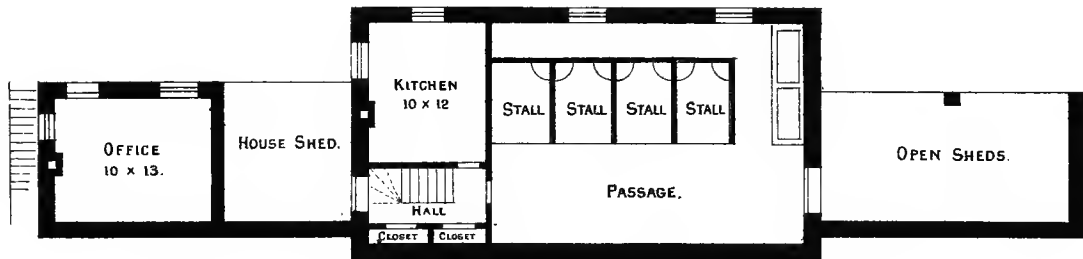 OFFICE
10 X 13.
HOUSE SHED.
KITCHEN
10 X 12
HALL
CLOSET
CLOSET
STALL
STALL
STALL
STALL
PASSAGE.
OPEN SHEDS.